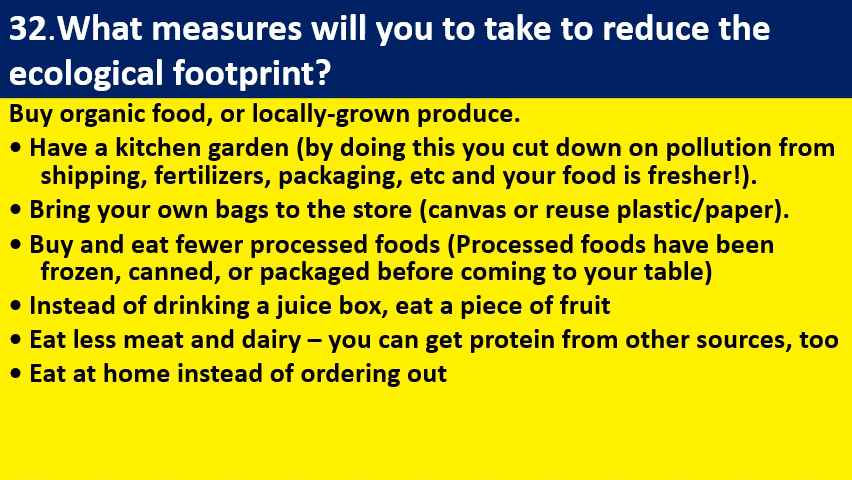 32.What measures will you to take to reduce the
ecological footprint?
Buy organic food, or locally-grown produce.
• Have a kitchen garden (by doing this you cut down on pollution from
shipping, fertilizers, packaging, etc and your food is fresher!).
• Bring your own bags to the store (canvas or reuse plastic/paper).
• Buy and eat fewer processed foods (Processed foods have been
frozen, canned, or packaged before coming to your table)
• Instead of drinking a juice box, eat a piece of fruit
• Eat less meat and dairy – you can get protein from other sources, too
• Eat at home instead of ordering out